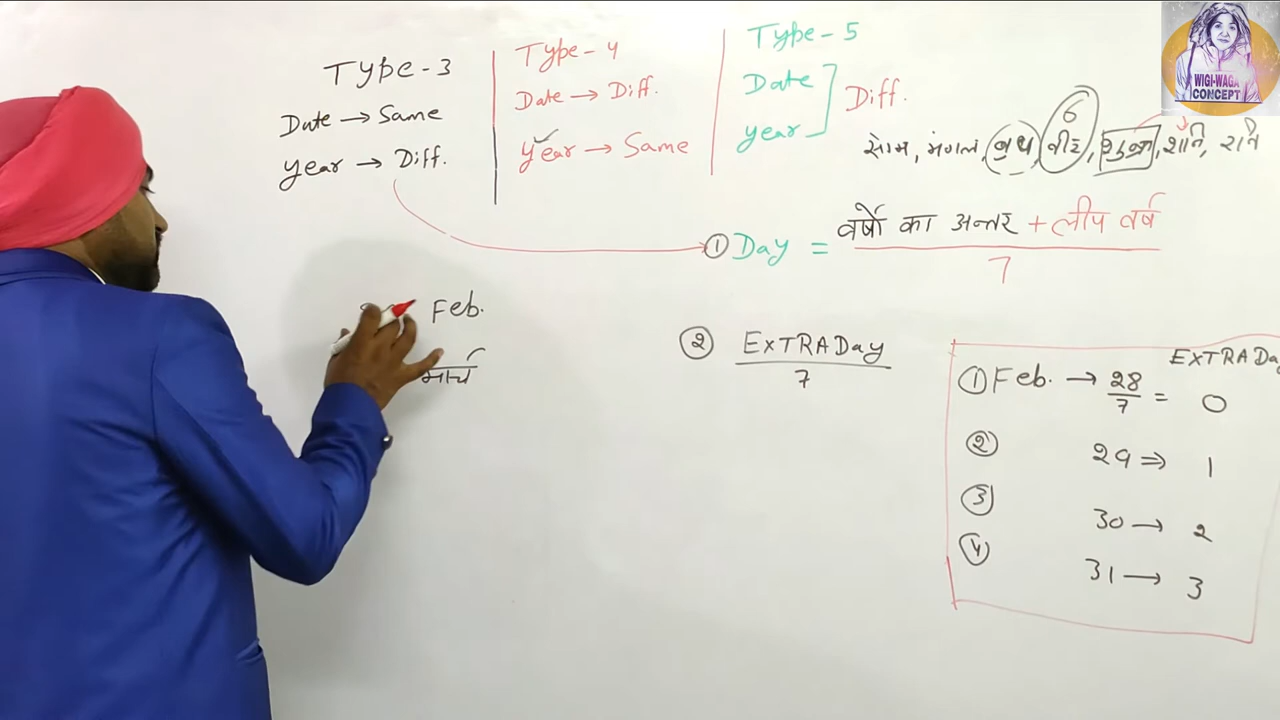 Type-3
Date → Same
year → Diff.
Type-4
Date → Diff.
year → Same
Type-5
Date
year
Diff.
6
सोम, मंगल, बुध, वीर, शुक्र, शनि, रवि
① Day = वर्षो का अन्तर + लीप वर्ष
7
Feb.
मार्च
② EXTRADay
7
EXTRADay
① Feb. → 28/7 = 0
② 29 ⇒ 1
③ 30 → 2
④ 31 → 3
WIGI-WAGA
CONCEPT